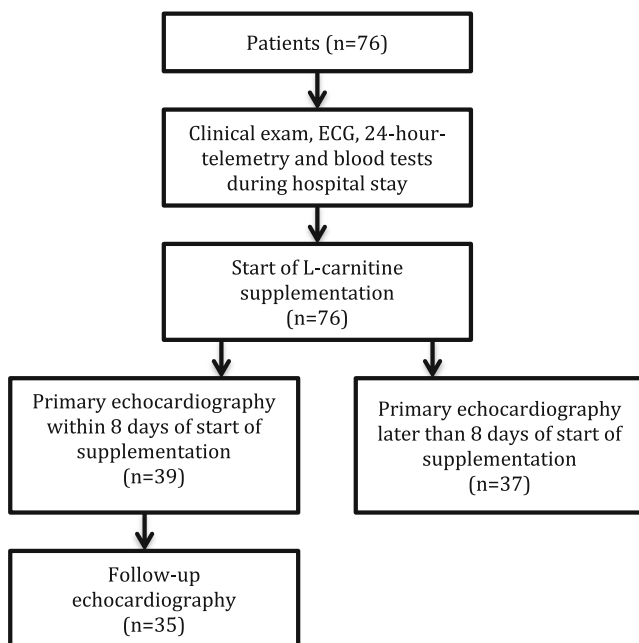 Patients (n=76)
Clinical exam, ECG, 24-hour-
telemetry and blood tests
during hospital stay
Start of L-carnitine
supplementation
(n=76)
Primary echocardiography
within 8 days of start of
supplementation
(n=39)
Primary echocardiography
later than 8 days of start of
supplementation
(n=37)
Follow-up
echocardiography
(n=35)